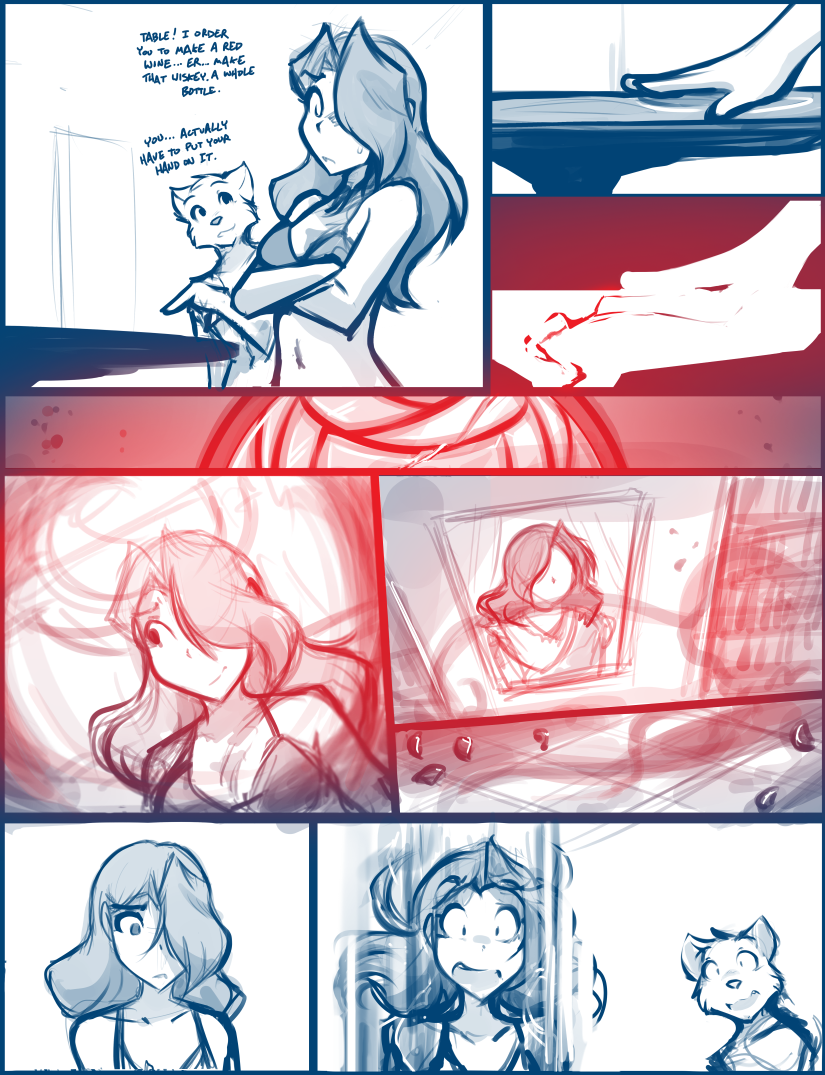 TABLE! I ORDER
YOU TO MAKE A RED
WINE... ER... MAKE
THAT WISKEY. A WHOLE
BOTTLE.
YOU... ACTUALLY
HAVE TO PUT YOUR
HAND ON IT.